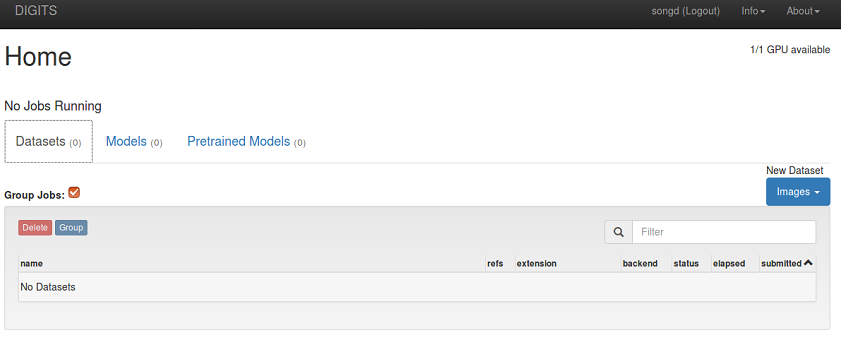 DIGITS songd (Logout) Info About
Home 1/1 GPU available
No Jobs Running
Datasets (0) Models (0) Pretrained Models (0)
New Dataset
Group Jobs: Images
Delete Group Filter
name refs extension backend status elapsed submitted
No Datasets